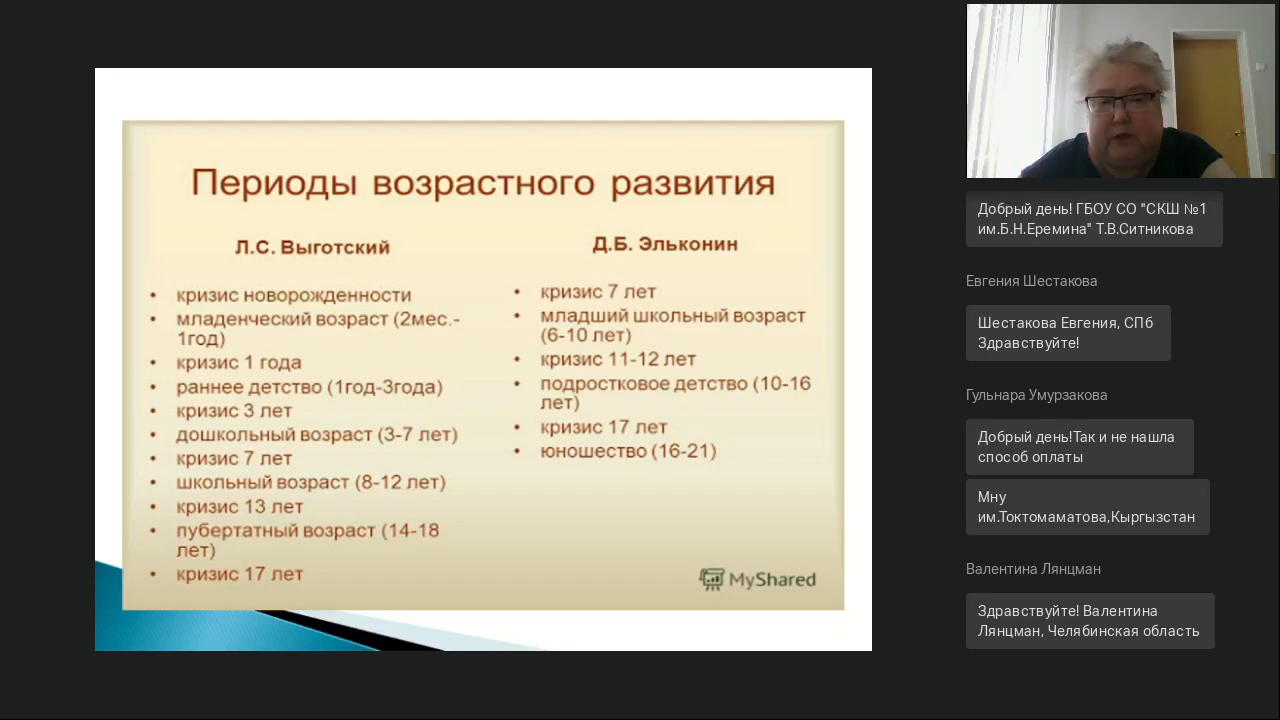 Периоды возрастного развития
Л.С. Выготский
• кризис новорожденности
• младенческий возраст (2мес.-
1год)
• кризис 1 года
• раннее детство (1год-3года)
• кризис 3 лет
• дошкольный возраст (3-7 лет)
• кризис 7 лет
• школьный возраст (8-12 лет)
• кризис 13 лет
• пубертатный возраст (14-18
лет)
• кризис 17 лет
Д.Б. Эльконин
• кризис 7 лет
• младший школьный возраст
(6-10 лет)
• кризис 11-12 лет
• подростковое детство (10-16
лет)
• кризис 17 лет
• юношество (16-21)
MyShared
Добрый день! ГБОУ СО "СКШ №1
им.Б.Н.Еремина" Т.В.Ситникова
Евгения Шестакова
Шестакова Евгения, СПб
Здравствуйте!
Гульнара Умурзакова
Добрый день!Так и не нашла
способ оплаты
Мну
им.Токтомаматова,Кыргызстан
Валентина Лянцман
Здравствуйте! Валентина
Лянцман, Челябинская область